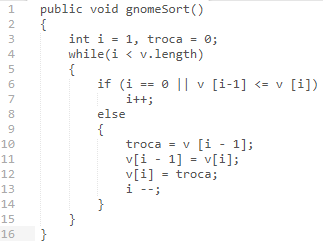 1 public void gnomeSort()
2 {
3     int i = 1, troca = 0;
4     while(i < v.length)
5     {
6         if (i == 0 || v [i-1] <= v [i])
7             i++;
8         else
9         {
10             troca = v [i - 1];
11             v[i - 1] = v[i];
12             v[i] = troca;
13             i --;
14         }
15     }
16 }